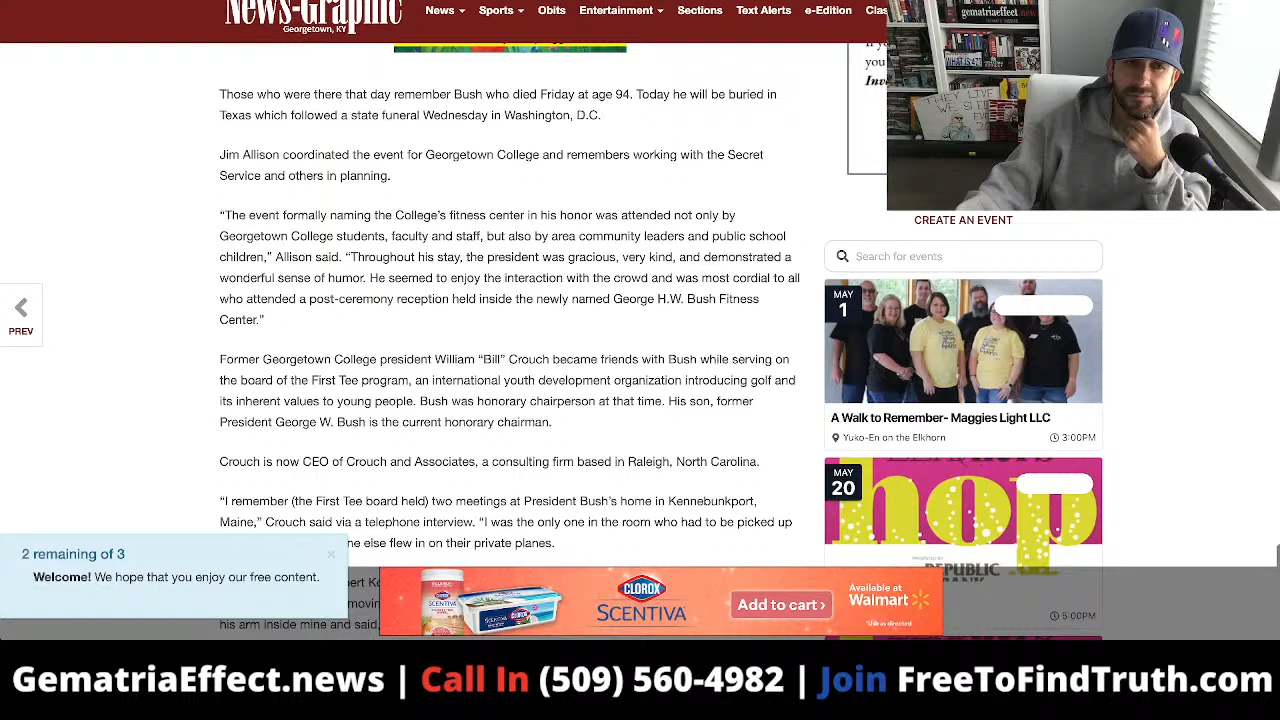 News-Graphic
Georgetown, KY
News
Sports
Obits
Entertainment
Sections
Text Alerts
e-Edition
gematriaeffect.news
THEY LIVE
WE SLEEP
Those who were there that day remember Bush who died Friday at age 94. Today he will be buried in
Texas which followed a state funeral Wednesday in Washington, D.C.
Jim Allison coordinated the event for Georgetown College and remembers working with the Secret
Service and others in planning.
“The event formally naming the College’s fitness center in his honor was attended not only by
Georgetown College students, faculty and staff, but also by area community leaders and public school
children,” Allison said. “Throughout his stay, the president was gracious, very kind, and demonstrated a
wonderful sense of humor. He seemed to enjoy the interaction with the crowd and was most cordial to all
who attended a post-ceremony reception held inside the newly named George H.W. Bush Fitness
Center.”
Former Georgetown College president William “Bill” Crouch became friends with Bush while serving on
the board of the First Tee program, an international youth development organization introducing golf and
its inherent values to young people. Bush was honorary chairperson at that time. His son, former
President George W. Bush is the current honorary chairman.
Crouch is now CEO of Crouch and Associates, a consulting firm based in Raleigh, North Carolina.
“I remember (the First Tee board held) two meetings at President Bush’s home in Kennebunkport,
Maine,” Crouch said via a telephone interview. “I was the only one in the room who had to be picked up
else flew in on their private planes.
his arm inside mine and said,
PREV
2 remaining of 3
×
Welcome! We hope that you enjoy our free
CREATE AN EVENT
Search for events
MAY
1
A Walk to Remember- Maggies Light LLC
Yuko-En on the Elkhorn
3:00PM
MAY
20
hop
PRESENTED BY
REPUBLIC
5:00PM
CLOROX
SCENTIVA
Add to cart ›
Available at
Walmart
*Use as directed
GematriaEffect.news | Call In (509) 560-4982 | Join FreeToFindTruth.com